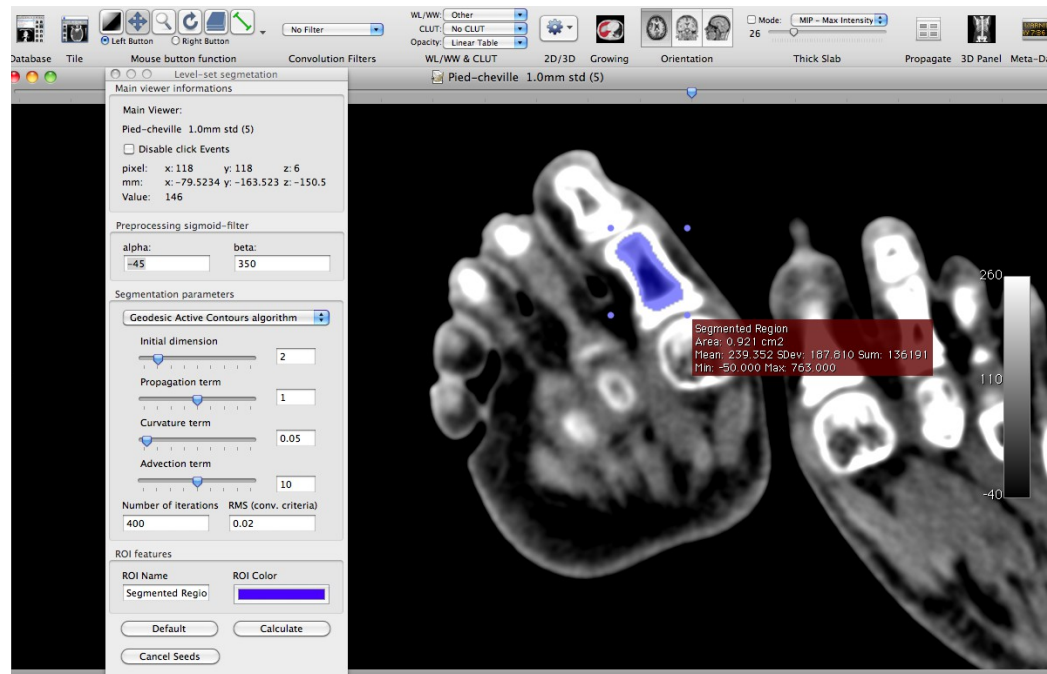 WL/WW: Other
CLUT: No CLUT
Opacity: Linear Table
No Filter
Mode: MIP - Max Intensity
26
Left Button Right Button
Database Tile Mouse button function Convolution Filters WL/WW & CLUT 2D/3D Growing Orientation Thick Slab Propagate 3D Panel Meta-Da
Level-set segmetation
Pied-cheville 1.0mm std (5)
Main viewer informations
Main Viewer:
Pied-cheville 1.0mm std (5)
Disable click Events
pixel: x: 118 y: 118 z: 6
mm: x: -79.5234 y: -163.523 z: -150.5
Value: 146
Preprocessing sigmoid-filter
alpha: beta:
-45 350
Segmentation parameters
Geodesic Active Contours algorithm
Initial dimension
2
Propagation term
1
Curvature term
0.05
Advection term
10
Number of iterations RMS (conv. criteria)
400 0.02
ROI features
ROI Name ROI Color
Segmented Regio
Default Calculate
Cancel Seeds
Segmented Region
Area: 0.921 cm2
Mean: 239.352 SDev: 187.810 Sum: 136191
Min: -50.000 Max: 763.000
260
110
-40